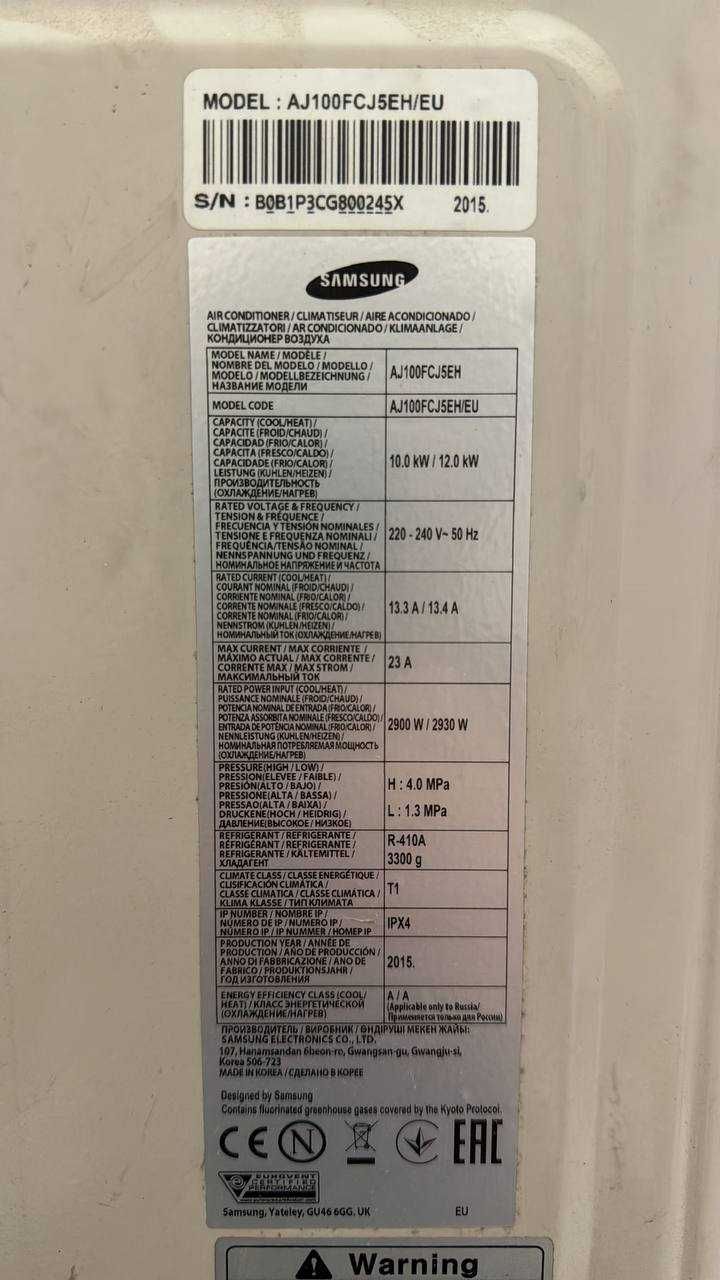 MODEL : AJ100FCJ5EH/EU
S/N : B0B1P3CG800245X 2015.
SAMSUNG
AIR CONDITIONER / CLIMATISEUR / AIRE ACONDICIONADO /
CLIMATIZZATORI / AR CONDICIONADO / KLIMAANLAGE /
КОНДИЦИОНЕР ВОЗДУХА
MODEL NAME / MODÈLE /
NOMBRE DEL MODELO / MODELLO /
MODELO / MODELLBEZEICHNUNG /
НАЗВАНИЕ МОДЕЛИ
AJ100FCJ5EH
MODEL CODE
AJ100FCJ5EH/EU
CAPACITY (COOL/HEAT) /
CAPACITE (FROID/CHAUD) /
CAPACIDAD (FRIO/CALOR) /
CAPACITA (FRESCO/CALDO) /
CAPACIDADE (FRIO/CALOR) /
LEISTUNG (KUHLEN/HEIZEN) /
ПРОИЗВОДИТЕЛЬНОСТЬ
(ОХЛАЖДЕНИЕ/НАГРЕВ)
10.0 kW / 12.0 kW
RATED VOLTAGE & FREQUENCY /
TENSION & FRÉQUENCE /
FRECUENCIA Y TENSIÓN NOMINALES /
TENSIONE E FREQUENZA NOMINALI /
FREQUÊNCIA/TENSÃO NOMINAL /
NENNSPANNUNG UND FREQUENZ /
НОМИНАЛЬНОЕ НАПРЯЖЕНИЕ И ЧАСТОТА
220 - 240 V~ 50 Hz
RATED CURRENT (COOL/HEAT) /
COURANT NOMINAL (FROID/CHAUD) /
CORRIENTE NOMINAL (FRIO/CALOR) /
CORRENTE NOMINALE (FRESCO/CALDO) /
CORRENTE NOMINAL (FRIO/CALOR) /
NENNSTROM (KUHLEN/HEIZEN) /
НОМИНАЛЬНЫЙ ТОК (ОХЛАЖДЕНИЕ/НАГРЕВ)
13.3 A / 13.4 A
MAX CURRENT / MAX CORRIENTE /
MÁXIMO ACTUAL / MAX CORRENTE /
CORRENTE MAX / MAX STROM /
МАКСИМАЛЬНЫЙ ТОК
23 A
RATED POWER INPUT (COOL/HEAT) /
PUISSANCE NOMINALE (FROID/CHAUD) /
POTENCIA NOMINAL DE ENTRADA (FRIO/CALOR) /
POTENZA ASSORBITA NOMINALE (FRESCO/CALDO) /
ENTRADA DE POTÊNCIA NOMINAL (FRIO/CALOR) /
NENNLEISTUNG (KUHLEN/HEIZEN) /
НОМИНАЛЬНАЯ ПОТРЕБЛЯЕМАЯ МОЩНОСТЬ
(ОХЛАЖДЕНИЕ/НАГРЕВ)
2900 W / 2930 W
PRESSURE(HIGH / LOW) /
PRESSION(ELEVEE / FAIBLE) /
PRESIÓN(ALTO / BAJO) /
PRESSIONE(ALTA / BASSA) /
PRESSAO(ALTA / BAIXA) /
DRUCKENE(HOCH / HEIDRIG) /
ДАВЛЕНИЕ(ВЫСОКОЕ / НИЗКОЕ)
H : 4.0 MPa
L : 1.3 MPa
REFRIGERANT / REFRIGERANTE /
RÉFRIGÉRANT / REFRIGERANTE /
REFRIGERANTE / KÄLTEMITTEL /
ХЛАДАГЕНТ
R-410A
3300 g
CLIMATE CLASS / CLASSE ENERGÉTIQUE /
CLISIFICACIÓN CLIMÁTICA /
CLASSE CLIMATICA / CLASSE CLIMÁTICA /
KLIMA KLASSE / ТИП КЛИМАТА
T1
IP NUMBER / NOMBRE IP /
NÚMERO DE IP / NUMERO IP /
NÚMERO IP / IP NUMMER / НОМЕР IP
IPX4
PRODUCTION YEAR / ANNÉE DE
PRODUCTION / AÑO DE PRODUCCIÓN /
ANNO DI FABBRICAZIONE / ANO DE
FABRICO / PRODUKTIONSJAHR /
ГОД ИЗГОТОВЛЕНИЯ
2015.
ENERGY EFFICIENCY CLASS (COOL/
HEAT) / КЛАСС ЭНЕРГЕТИЧЕСКОЙ
(ОХЛАЖДЕНИЕ/НАГРЕВ)
A / A
(Applicable only to Russia/
Применяется только для России)
ПРОИЗВОДИТЕЛЬ / ВИРОБНИК / ӨНДІРУШІ МЕКЕН ЖАЙЫ:
SAMSUNG ELECTRONICS CO., LTD.
107, Hanamsandan 6beon-ro, Gwangsan-gu, Gwangju-si,
Korea 506-723
MADE IN KOREA / СДЕЛАНО В КОРЕЕ
Designed by Samsung
Contains fluorinated greenhouse gases covered by the Kyoto Protocol.
CE N EAC
EUROVENT
CERTIFIED
PERFORMANCE
Samsung, Yateley, GU46 6GG. UK EU
Warning